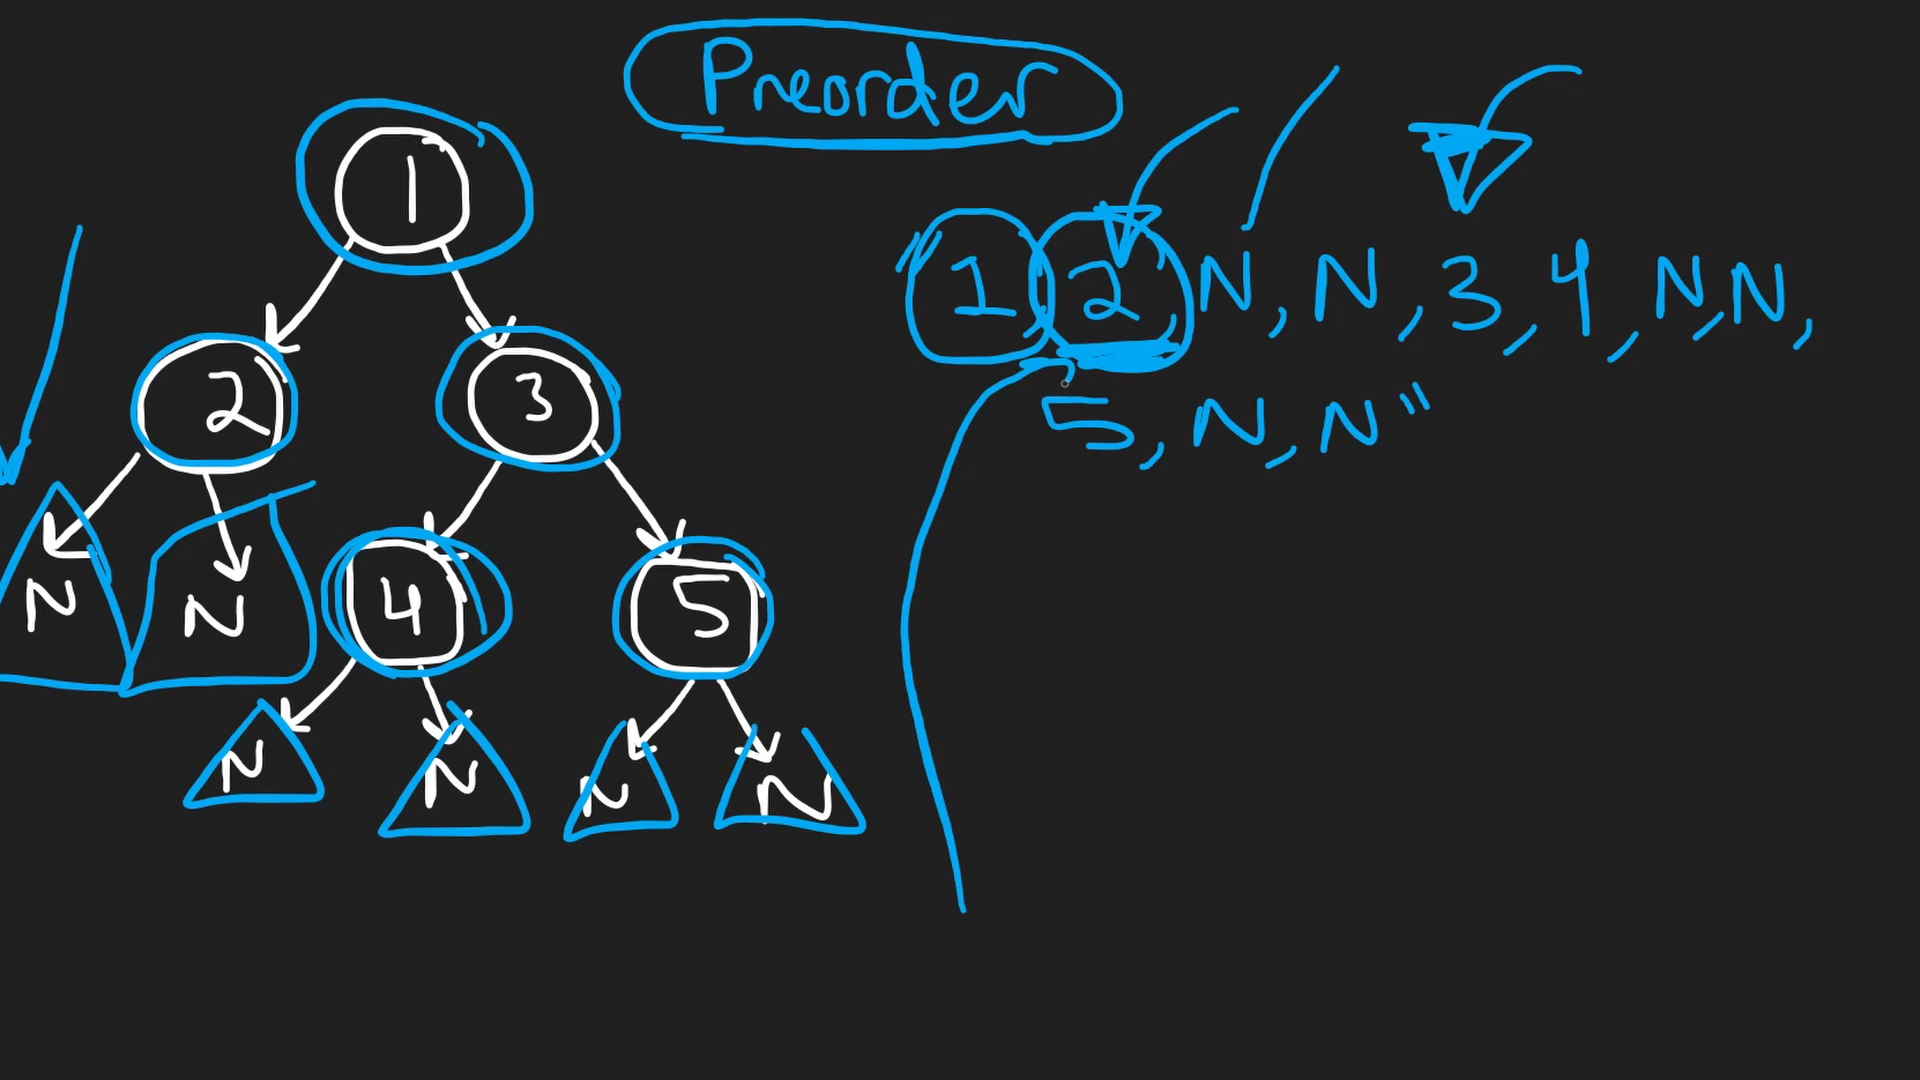 Preorder
1
1 2 N, N, 3, 4, N, N,
2 3
5, N, N"
N N 4 5
N N N N